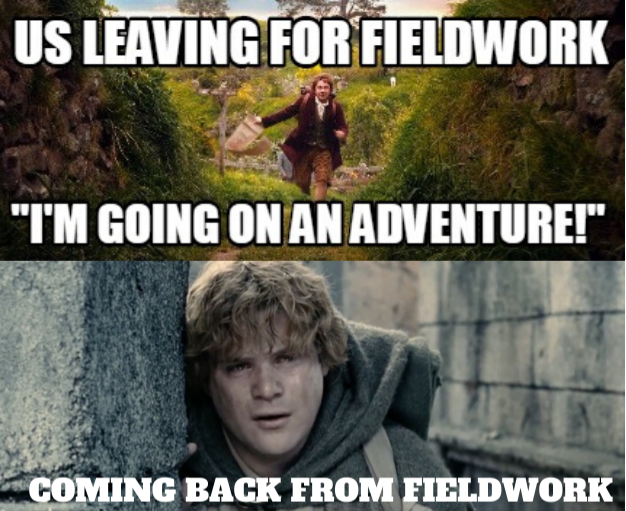 US LEAVING FOR FIELDWORK
"I'M GOING ON AN ADVENTURE!"
COMING BACK FROM FIELDWORK